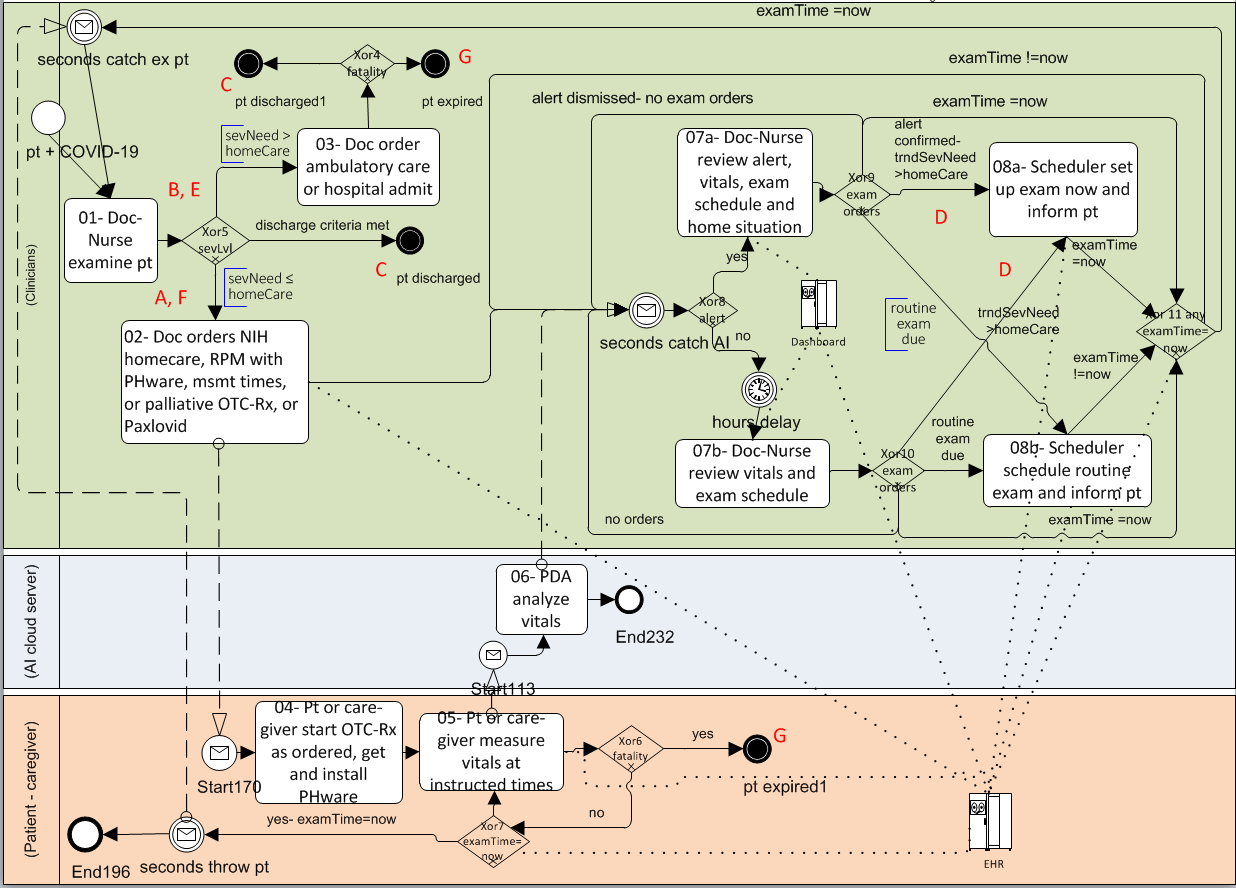 examTime =now
seconds catch ex pt
Xor4
fatality
C
G
pt discharged1
pt expired
examTime !=now
alert dismissed- no exam orders
examTime =now
pt + COVID-19
sevNeed >
homeCare
03- Doc order
ambulatory care
or hospital admit
B, E
01- Doc-
Nurse
examine pt
Xor5
sevLvl
discharge criteria met
C
pt discharged
A, F
sevNeed ≤
homeCare
(Clinicians)
02- Doc orders NIH
homecare, RPM with
PHware, msmt times,
or palliative OTC-Rx, or
Paxlovid
07a- Doc-Nurse
review alert,
vitals, exam
schedule and
home situation
Xor9
exam
orders
alert
confirmed-
trndSevNeed
>homeCare
08a- Scheduler set
up exam now and
inform pt
D
D
yes
Xor8
alert
seconds catch AI
no
Dashboard
hours delay
routine
exam
due
trndSevNeed
>homeCare
examTime
=now
Xor 11 any
examTime=
now
examTime
!=now
07b- Doc-Nurse
review vitals and
exam schedule
Xor10
exam
orders
routine
exam
due
08b- Scheduler
schedule routine
exam and inform pt
no orders
examTime =now
(AI cloud server)
06- PDA
analyze
vitals
End232
Start113
(Patient - caregiver)
Start170
04- Pt or care-
giver start OTC-Rx
as ordered, get
and install
PHware
05- Pt or care-
giver measure
vitals at
instructed times
Xor6
fatality
yes
G
pt expired1
no
yes- examTime=now
Xor7
examTime=
now
End196
seconds throw pt
EHR